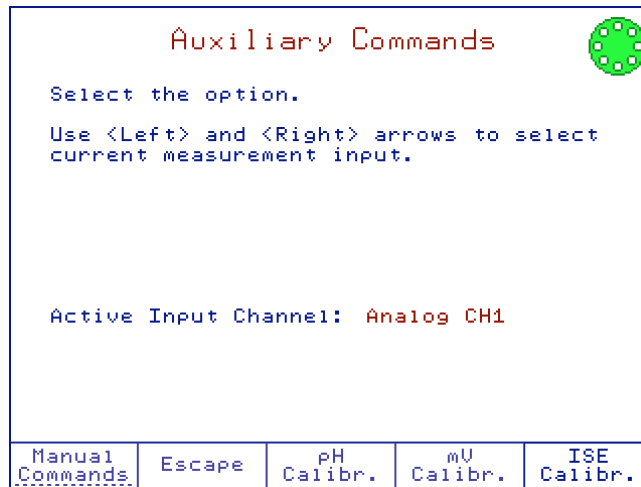 Auxiliary Commands
Select the option.
Use <Left> and <Right> arrows to select
current measurement input.
Active Input Channel: Analog CH1
Manual Commands
Escape
pH Calibr.
mV Calibr.
ISE Calibr.